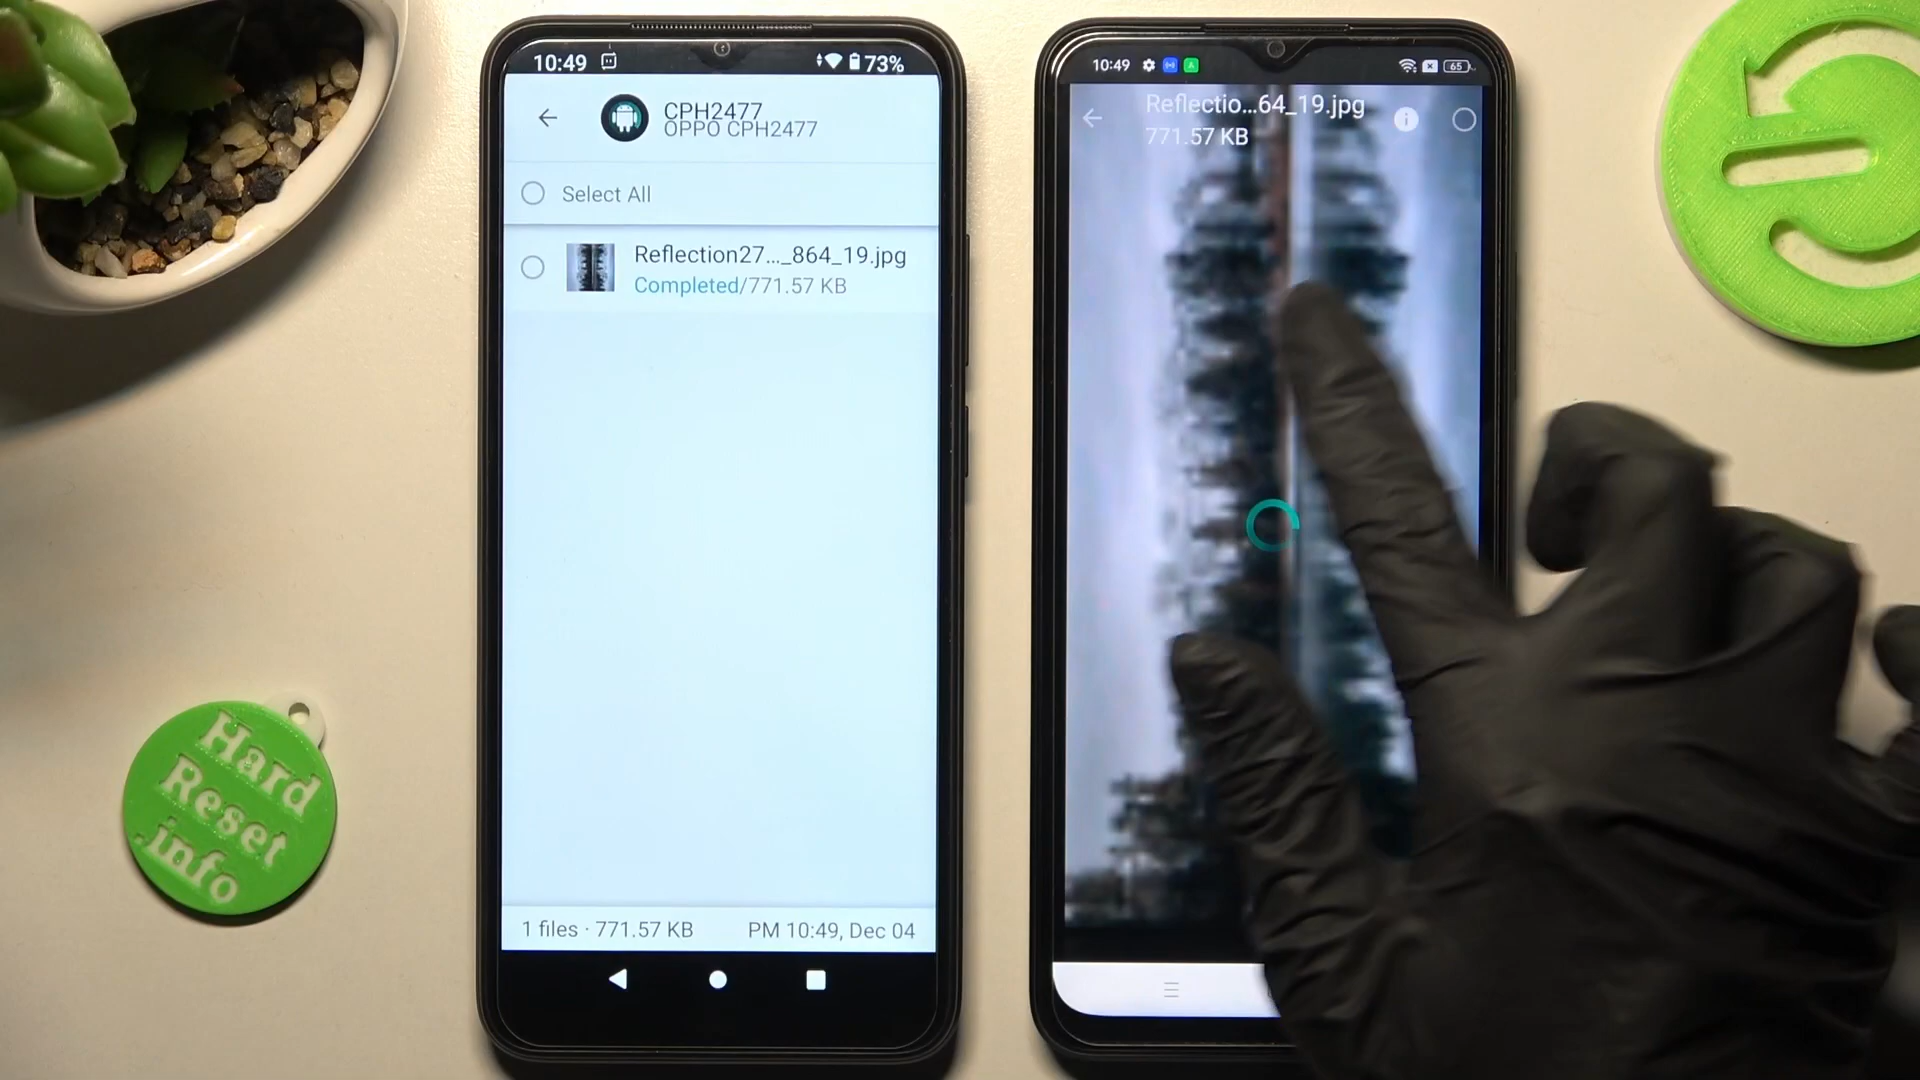 10:49
73%
CPH2477
OPPO CPH2477
Select All
Reflection27..._864_19.jpg
Completed/771.57 KB
1 files · 771.57 KB
PM 10:49, Dec 04
10:49
65
Reflectio...64_19.jpg
771.57 KB
Hard
Reset
.info